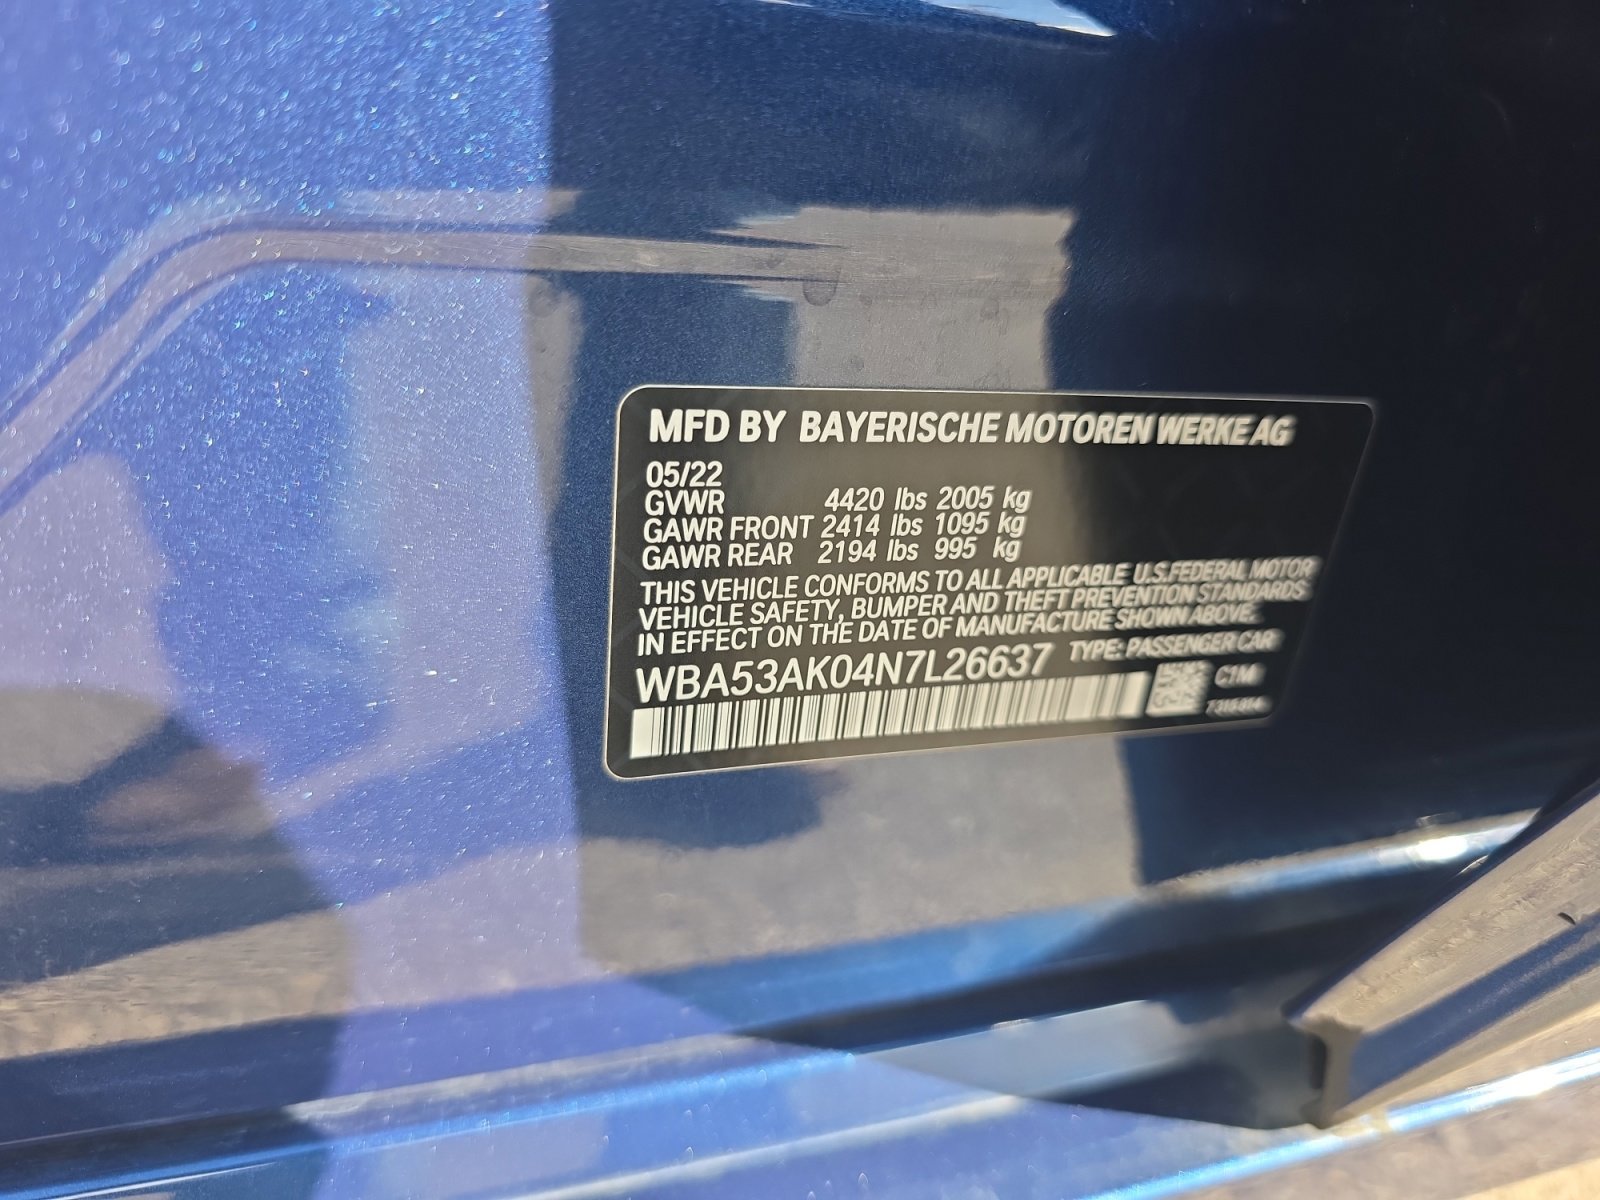 MFD BY BAYERISCHE MOTOREN WERKE AG
05/22
GVWR 4420 lbs 2005 kg
GAWR FRONT 2414 lbs 1095 kg
GAWR REAR 2194 lbs 995 kg
THIS VEHICLE CONFORMS TO ALL APPLICABLE U.S.FEDERAL MOTOR
VEHICLE SAFETY, BUMPER AND THEFT PREVENTION STANDARDS
IN EFFECT ON THE DATE OF MANUFACTURE SHOWN ABOVE.
WBA53AK04N7L26637 TYPE: PASSENGER CAR
C1M